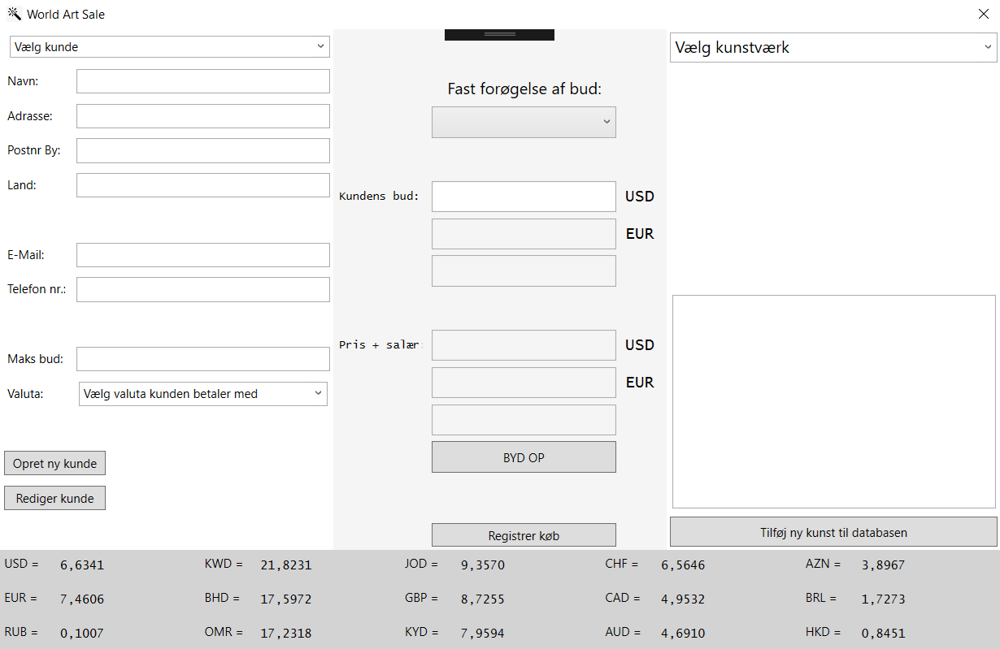 World Art Sale
Vælg kunde
Navn:
Adrasse:
Postnr By:
Land:
E-Mail:
Telefon nr.:
Maks bud:
Valuta:
Vælg valuta kunden betaler med
Opret ny kunde
Rediger kunde
Fast forøgelse af bud:
Kundens bud:
USD
EUR
Pris + salær:
USD
EUR
BYD OP
Registrer køb
Vælg kunstværk
Tilføj ny kunst til databasen
USD = 6,6341 KWD = 21,8231 JOD = 9,3570 CHF = 6,5646 AZN = 3,8967
EUR = 7,4606 BHD = 17,5972 GBP = 8,7255 CAD = 4,9532 BRL = 1,7273
RUB = 0,1007 OMR = 17,2318 KYD = 7,9594 AUD = 4,6910 HKD = 0,8451